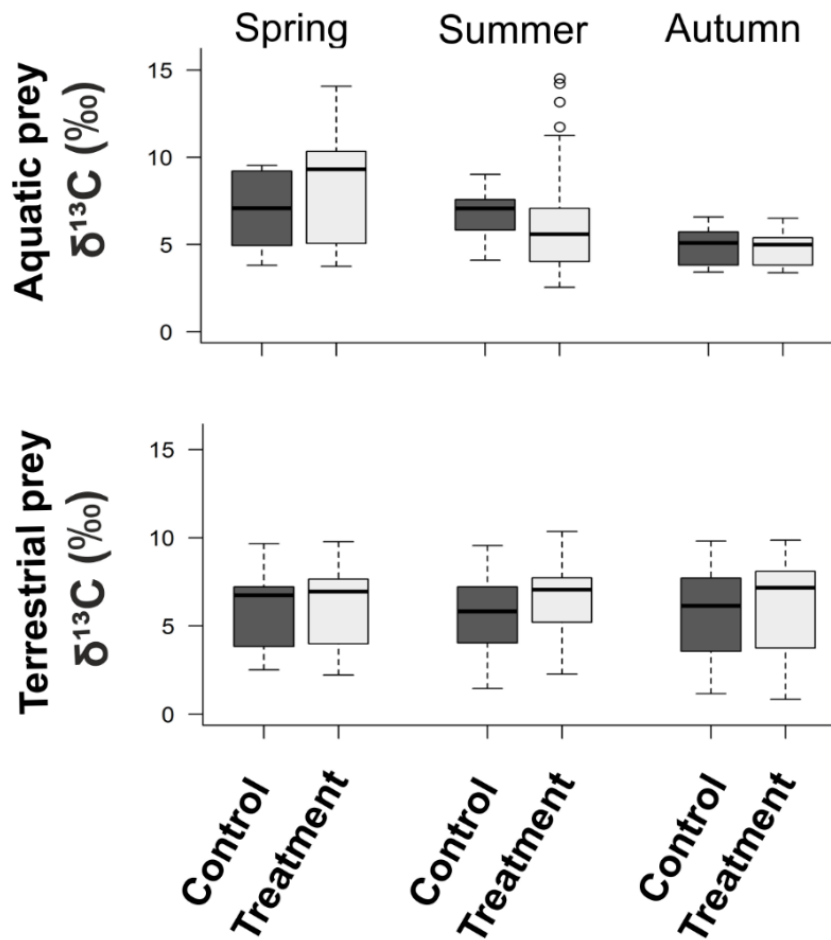 Spring Summer Autumn
Aquatic prey
δ¹³C (‰)
15
10
5
0
Terrestrial prey
δ¹³C (‰)
15
10
5
0
Control Treatment Control Treatment Control Treatment